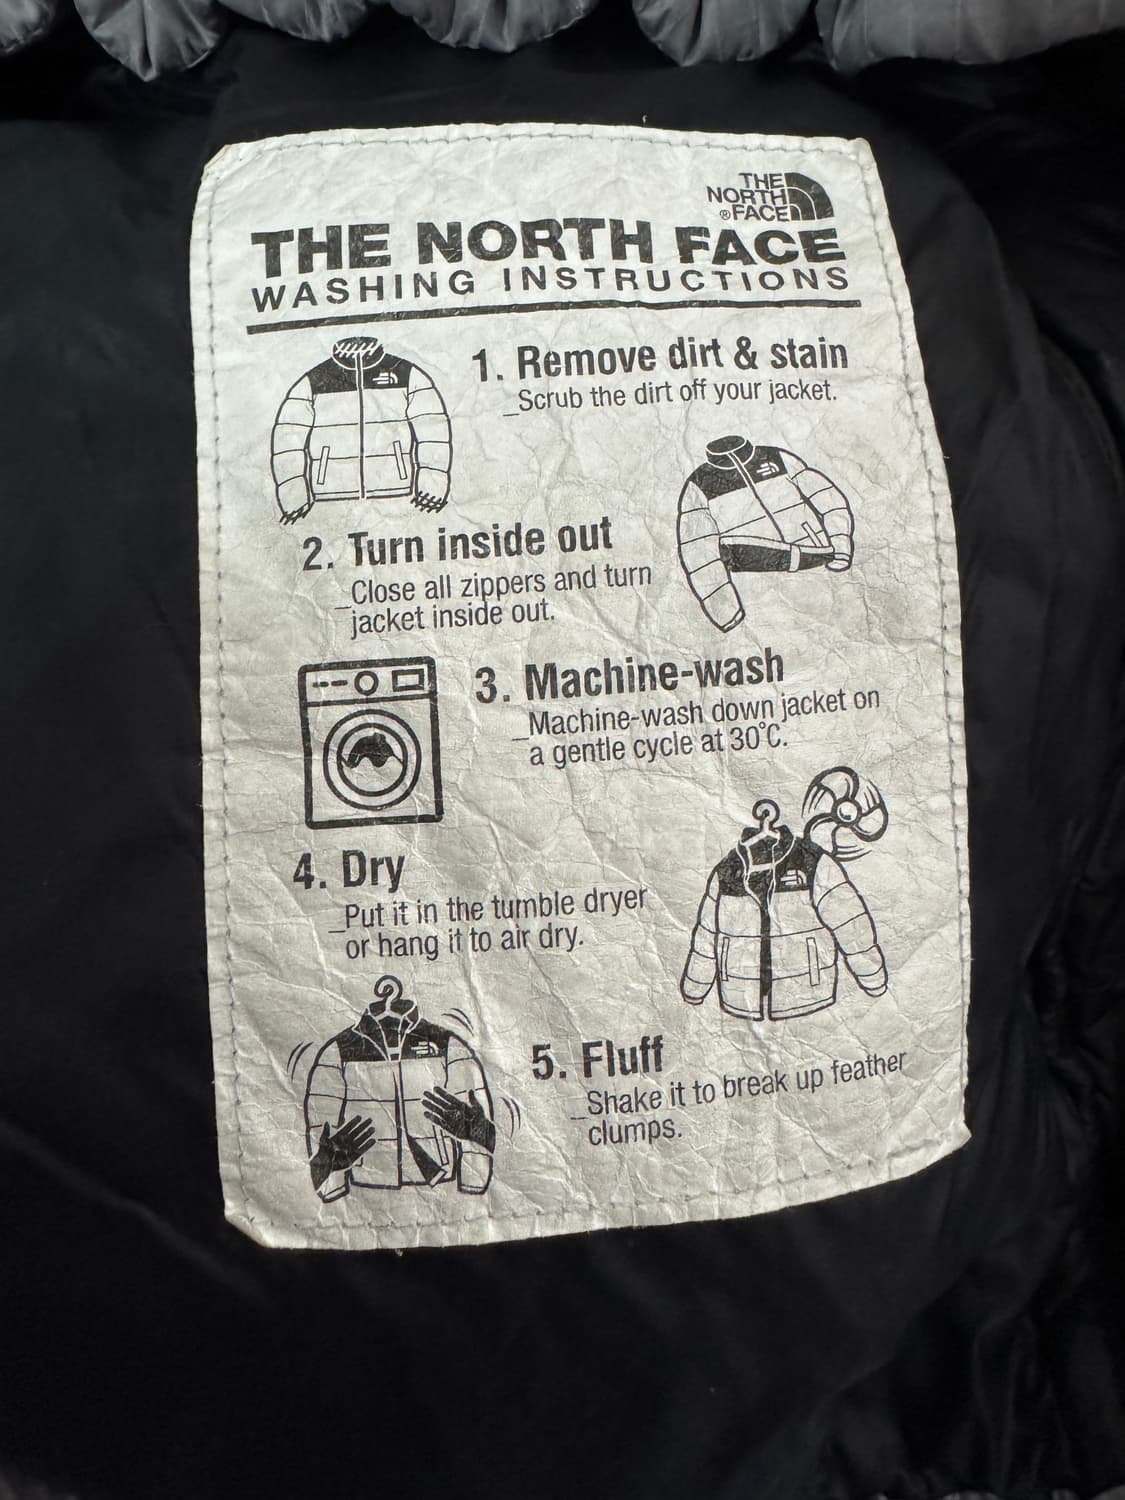 THE
NORTH
®FACE
THE NORTH FACE
WASHING INSTRUCTIONS
1. Remove dirt & stain
_Scrub the dirt off your jacket.
2. Turn inside out
_Close all zippers and turn
jacket inside out.
3. Machine-wash
_Machine-wash down jacket on
a gentle cycle at 30°C.
4. Dry
_Put it in the tumble dryer
or hang it to air dry.
5. Fluff
_Shake it to break up feather
clumps.